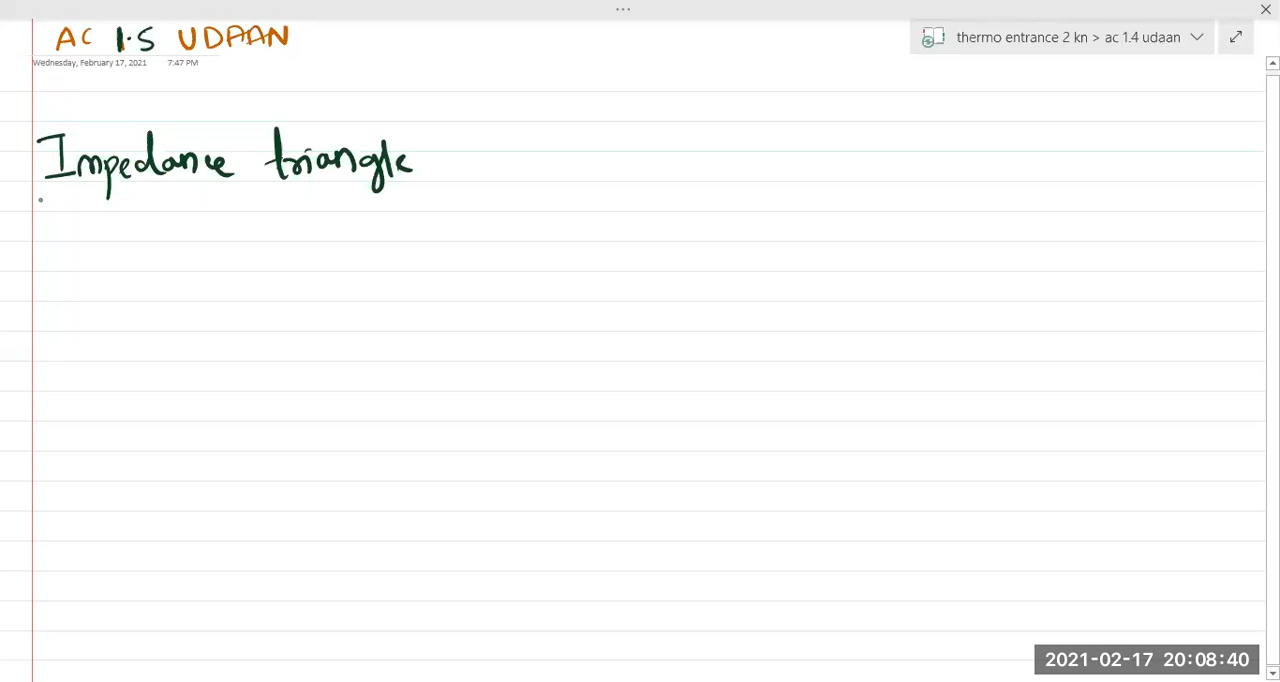 AC 1.5 UDAAN
thermo entrance 2 kn > ac 1.4 udaan
Wednesday, February 17, 2021 7:47 PM
Impedance triangle
2021-02-17 20:08:40